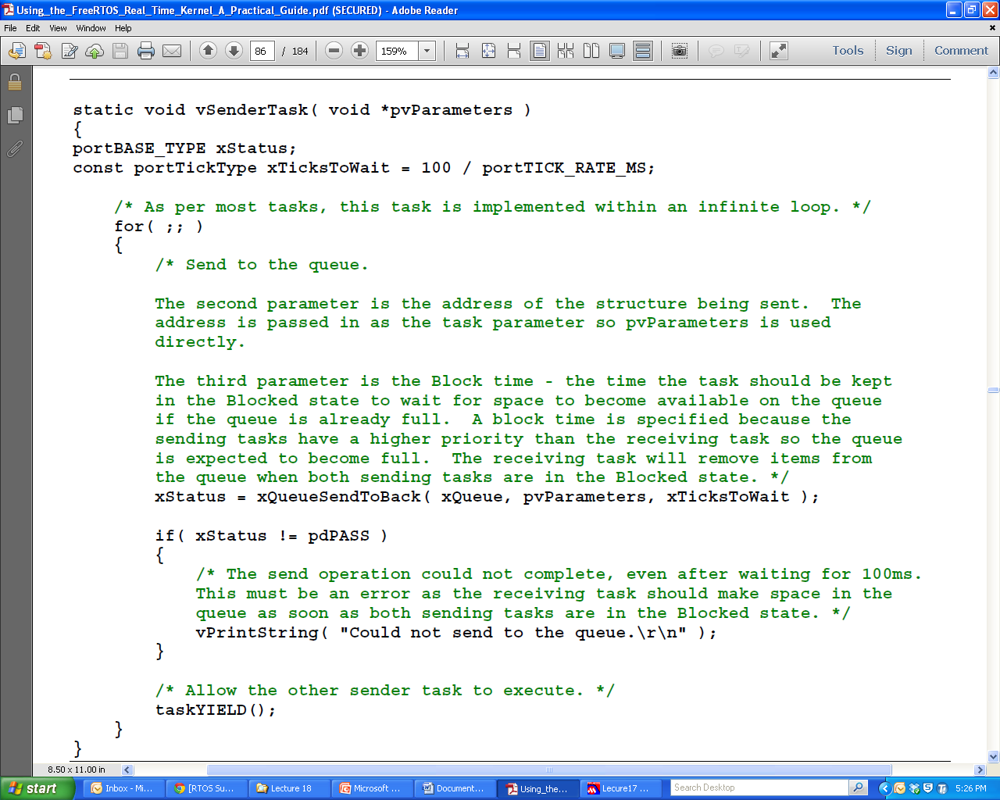 Using_the_FreeRTOS_Real_Time_Kernel_A_Practical_Guide.pdf (SECURED) - Adobe Reader
File Edit View Window Help
86 / 184 159% Tools Sign Comment
static void vSenderTask( void *pvParameters )
{
portBASE_TYPE xStatus;
const portTickType xTicksToWait = 100 / portTICK_RATE_MS;
/* As per most tasks, this task is implemented within an infinite loop. */
for( ;; )
{
/* Send to the queue.
The second parameter is the address of the structure being sent.  The
address is passed in as the task parameter so pvParameters is used
directly.
The third parameter is the Block time - the time the task should be kept
in the Blocked state to wait for space to become available on the queue
if the queue is already full.  A block time is specified because the
sending tasks have a higher priority than the receiving task so the queue
is expected to become full.  The receiving task will remove items from
the queue when both sending tasks are in the Blocked state. */
xStatus = xQueueSendToBack( xQueue, pvParameters, xTicksToWait );
if( xStatus != pdPASS )
{
/* The send operation could not complete, even after waiting for 100ms.
This must be an error as the receiving task should make space in the
queue as soon as both sending tasks are in the Blocked state. */
vPrintString( "Could not send to the queue.\r\n" );
}
/* Allow the other sender task to execute. */
taskYIELD();
}
}
8.50 x 11.00 in
start Inbox - Mi... [RTOS Su... Lecture 18 Microsoft ... Document... Using_the... Lecure17 ... Search Desktop 5:26 PM